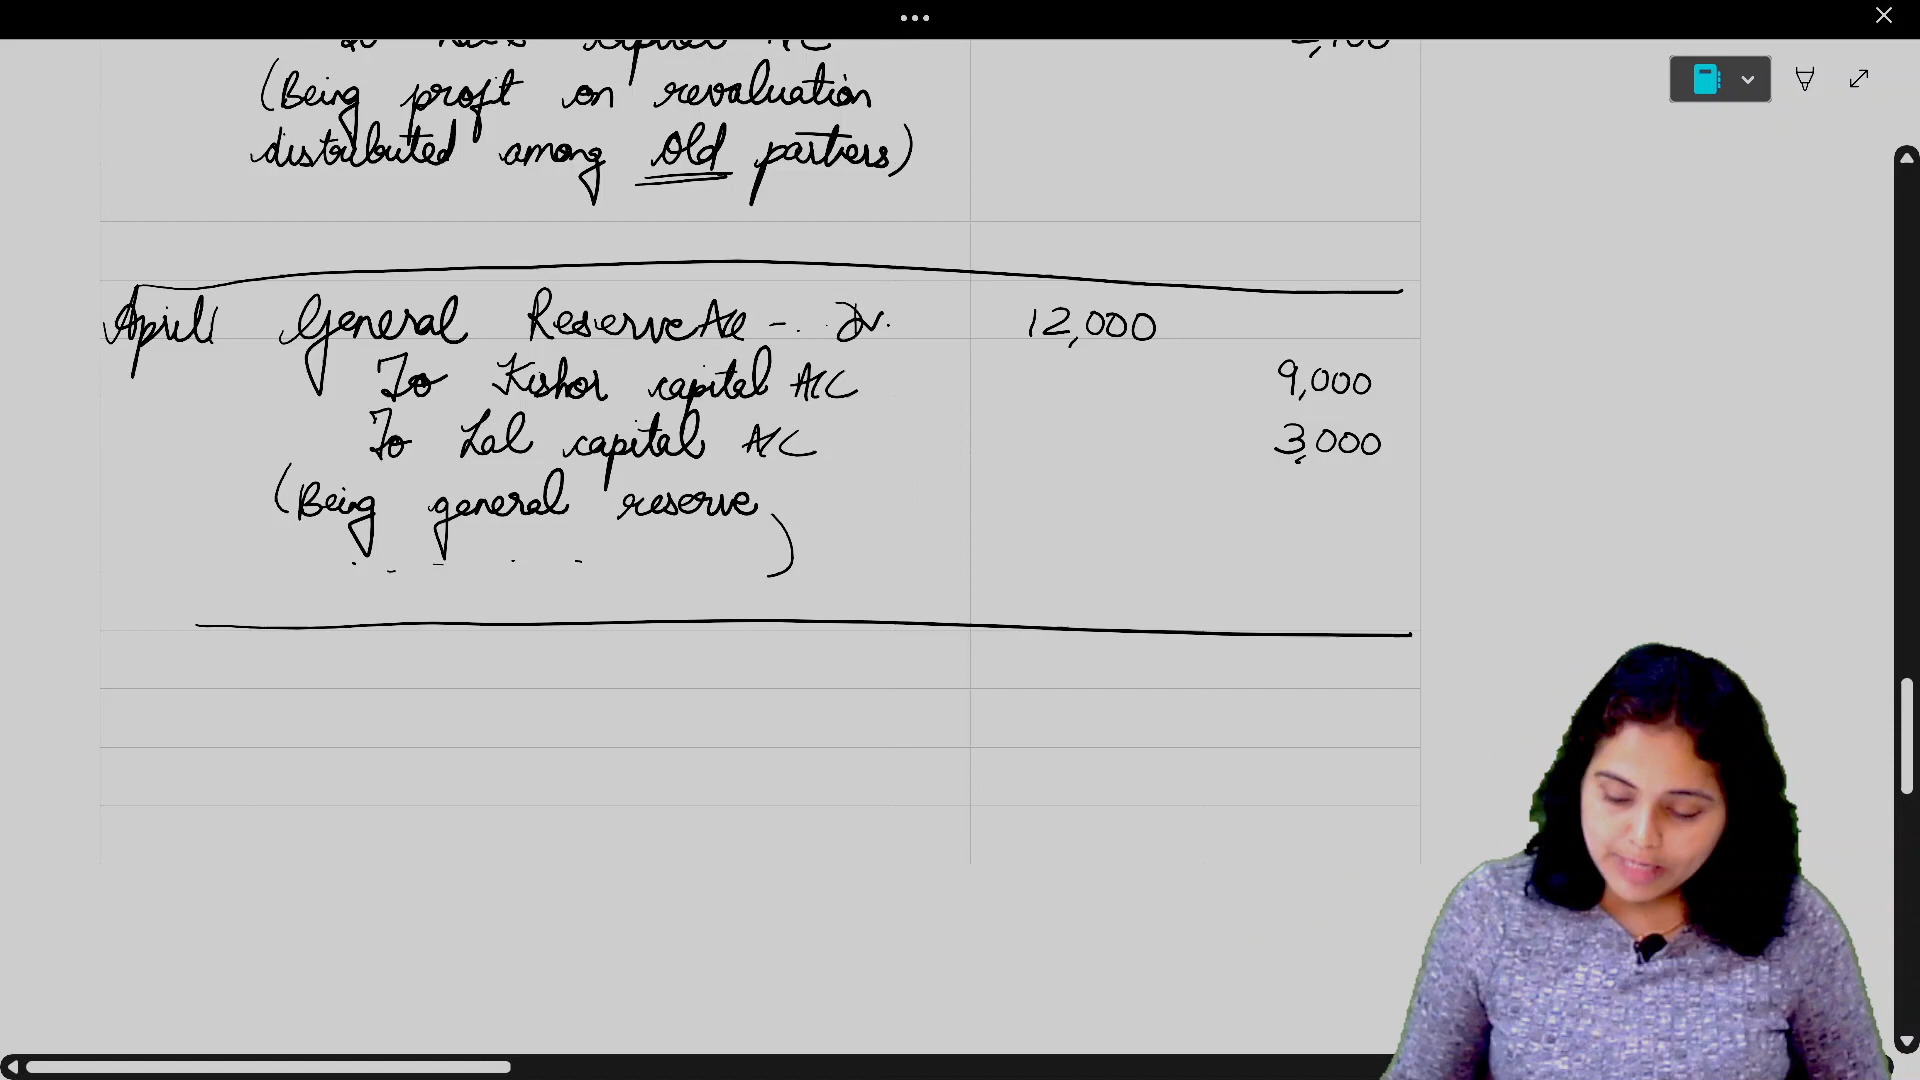 (Being profit on revaluation
distributed among Old partners)
April 1 General Reserve A/c - .. Dr. 12,000
To Kishor capital A/C 9,000
To Lal capital A/C 3,000
(Being general reserve
)